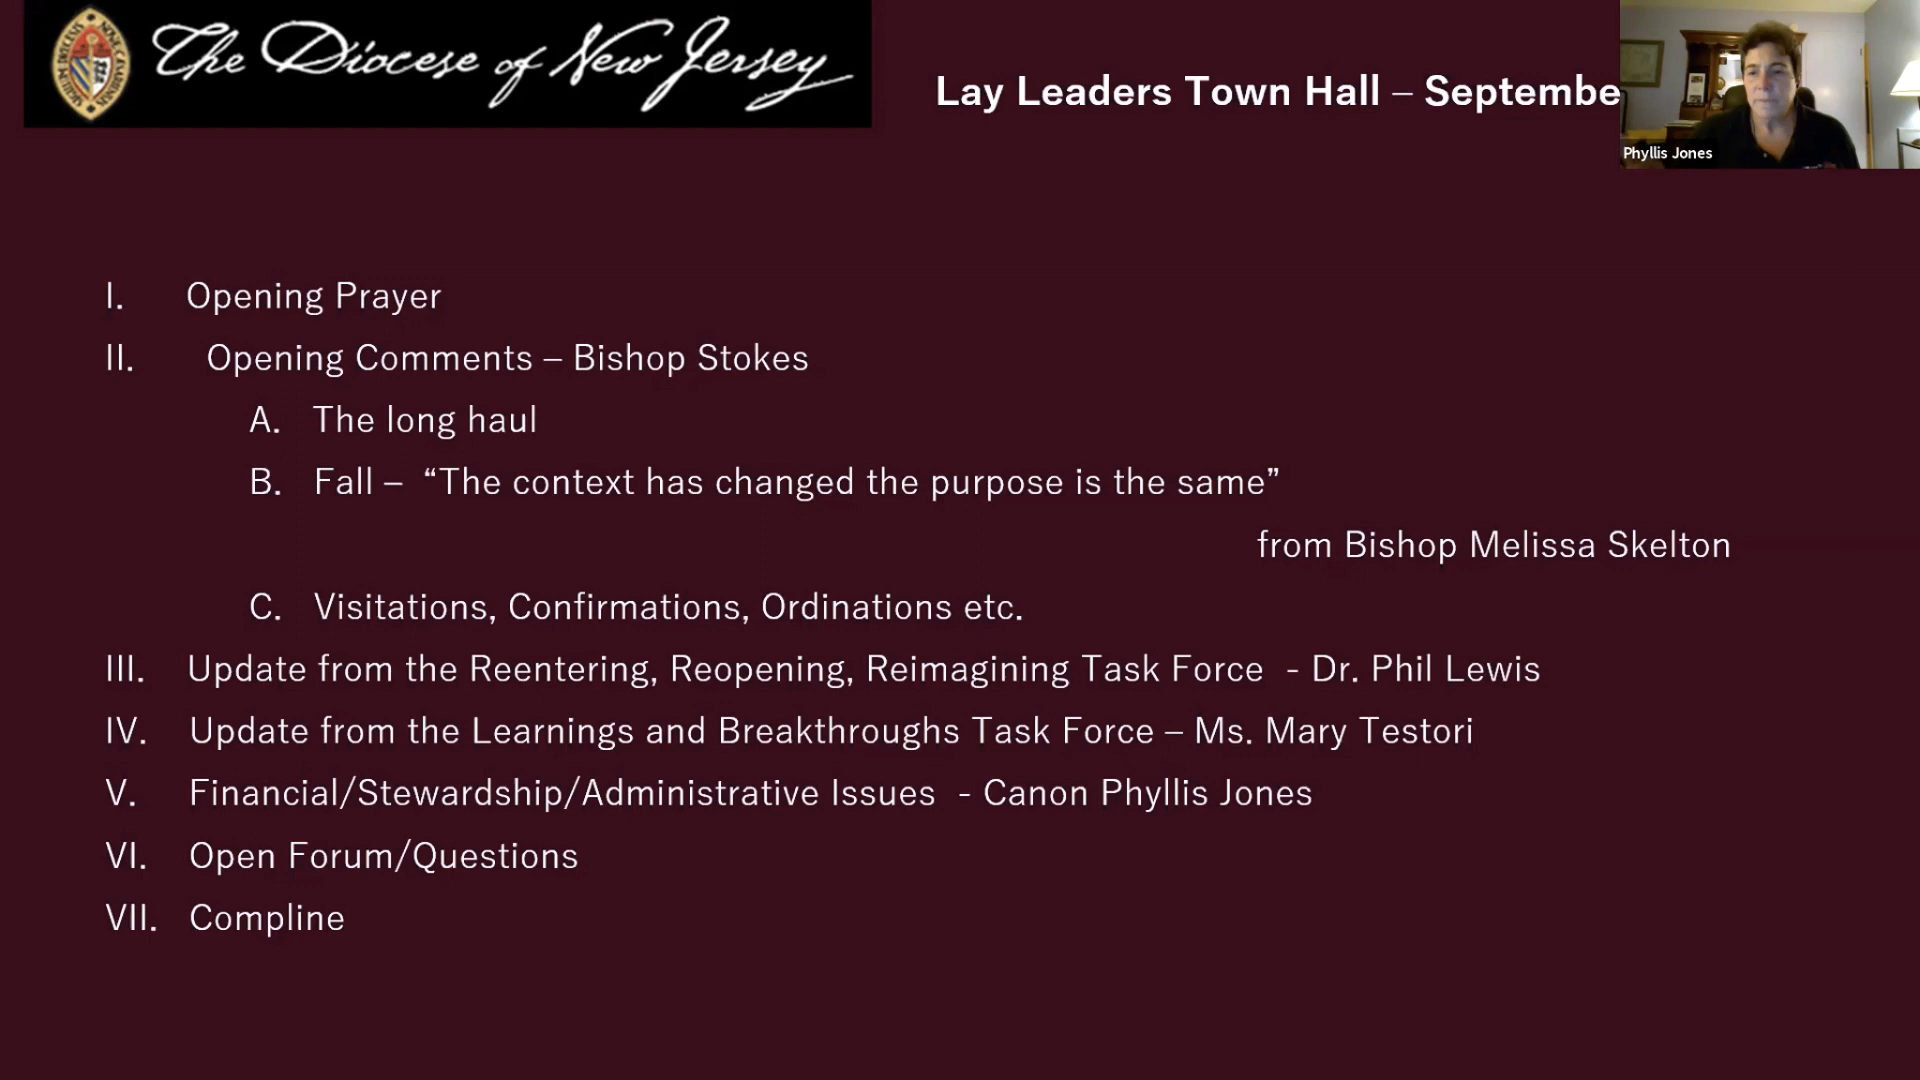 The Diocese of New Jersey
Lay Leaders Town Hall – Septembe
Phyllis Jones
I. Opening Prayer
II. Opening Comments – Bishop Stokes
A. The long haul
B. Fall – “The context has changed the purpose is the same”
from Bishop Melissa Skelton
C. Visitations, Confirmations, Ordinations etc.
III. Update from the Reentering, Reopening, Reimagining Task Force - Dr. Phil Lewis
IV. Update from the Learnings and Breakthroughs Task Force – Ms. Mary Testori
V. Financial/Stewardship/Administrative Issues - Canon Phyllis Jones
VI. Open Forum/Questions
VII. Compline